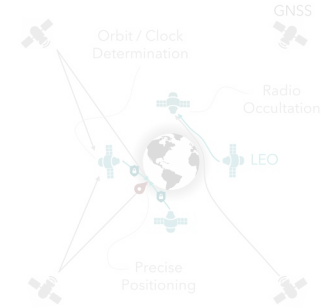 GNSS
Orbit / Clock
Determination
Radio
Occultation
LEO
Precise
Positioning